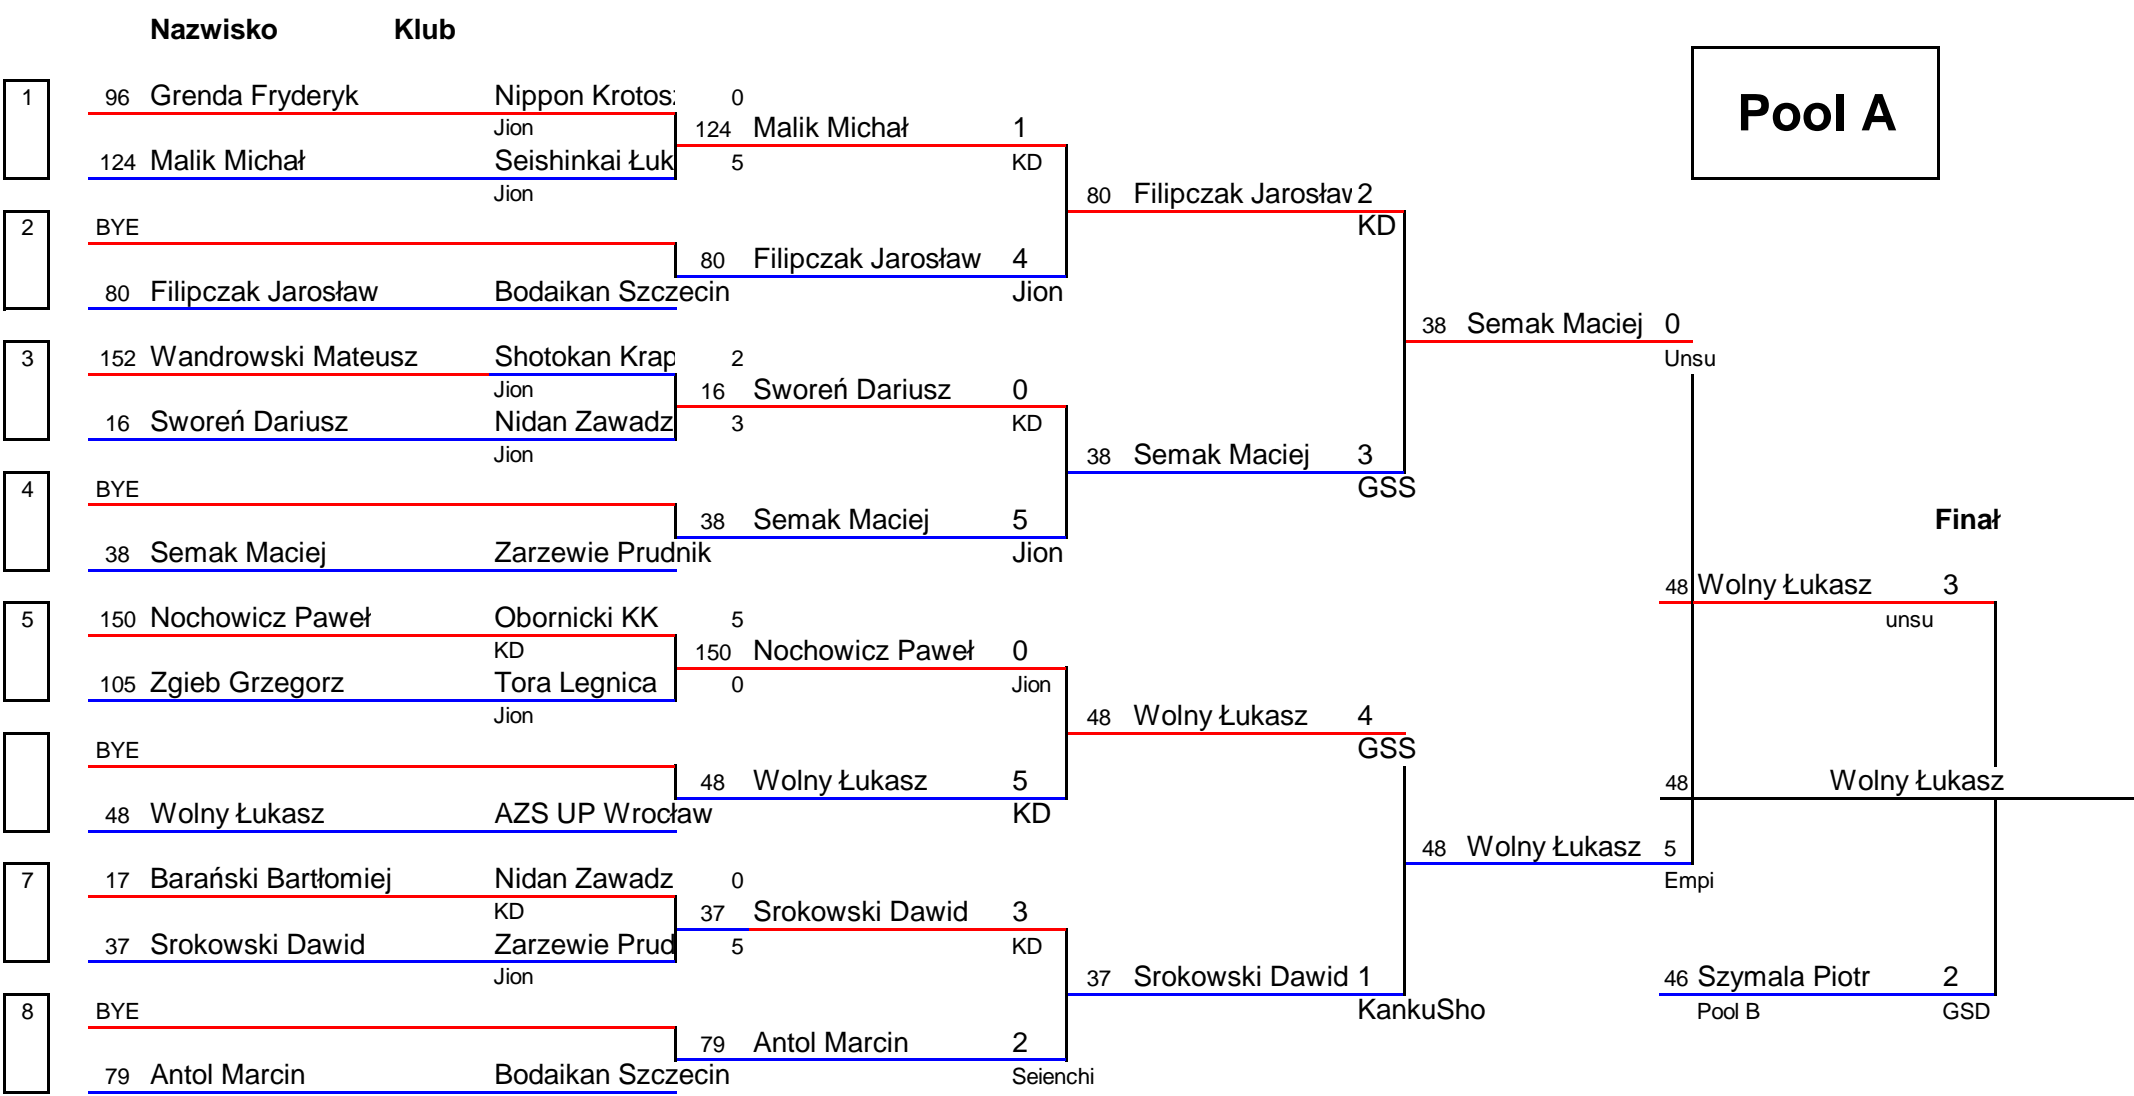 Nazwisko Klub
Pool A
1 96 Grenda Fryderyk Nippon Krotos 0
Jion 124 Malik Michał 1
124 Malik Michał Seishinkai Łuk 5 KD
Jion 80 Filipczak Jarosław 2
2 BYE KD
80 Filipczak Jarosław 4
80 Filipczak Jarosław Bodaikan Szczecin Jion
38 Semak Maciej 0
3 152 Wandrowski Mateusz Shotokan Krap 2 Unsu
Jion 16 Sworeń Dariusz 0
16 Sworeń Dariusz Nidan Zawadz 3 KD
Jion 38 Semak Maciej 3
4 BYE GSS
38 Semak Maciej 5 Finał
38 Semak Maciej Zarzewie Prudnik Jion
48 Wolny Łukasz 3
5 150 Nochowicz Paweł Obornicki KK 5 unsu
KD 150 Nochowicz Paweł 0
105 Zgieb Grzegorz Tora Legnica 0 Jion
Jion 48 Wolny Łukasz 4
BYE GSS
48 Wolny Łukasz 5 48 Wolny Łukasz
48 Wolny Łukasz AZS UP Wrocław KD
48 Wolny Łukasz 5
7 17 Barański Bartłomiej Nidan Zawadz 0 Empi
KD 37 Srokowski Dawid 3
37 Srokowski Dawid Zarzewie Prud 5 KD
Jion 37 Srokowski Dawid 1 46 Szymala Piotr 2
8 BYE KankuSho Pool B GSD
79 Antol Marcin 2
79 Antol Marcin Bodaikan Szczecin Seienchi